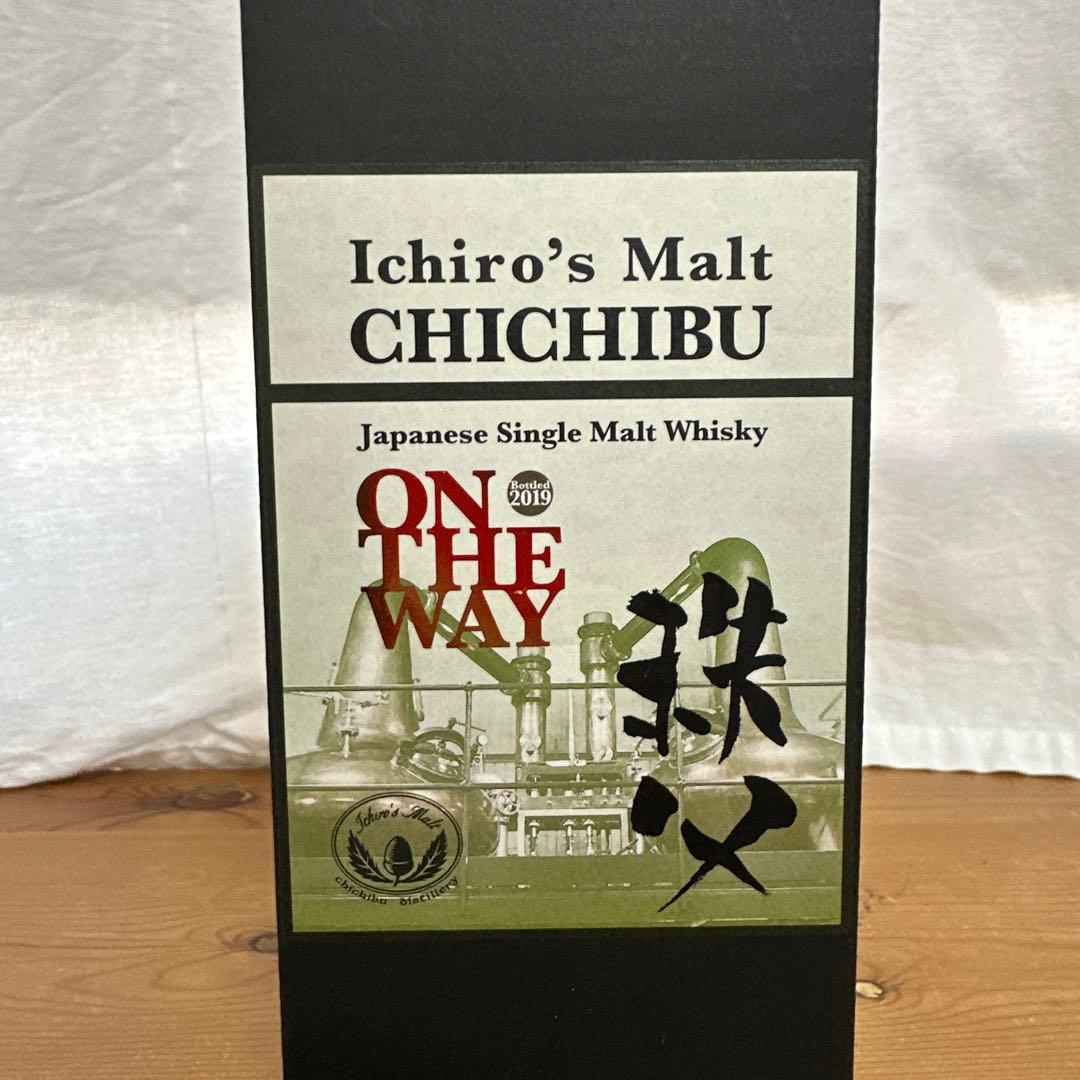 Ichiro's Malt
CHICHIBU
Japanese Single Malt Whisky
ON
Bottled
2019
THE
WAY
秩父
Ichiro's Malt
chichibu distillery